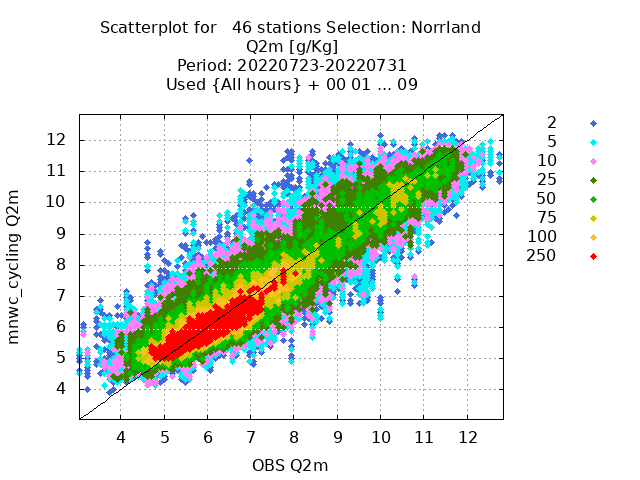 Scatterplot for   46 stations Selection: Norrland
Q2m [g/Kg]
Period: 20220723-20220731
Used {All hours} + 00 01 ... 09
2
5
10
25
50
75
100
250
12
11
10
9
8
7
6
5
4
mnwc_cycling Q2m
4 5 6 7 8 9 10 11 12
OBS Q2m